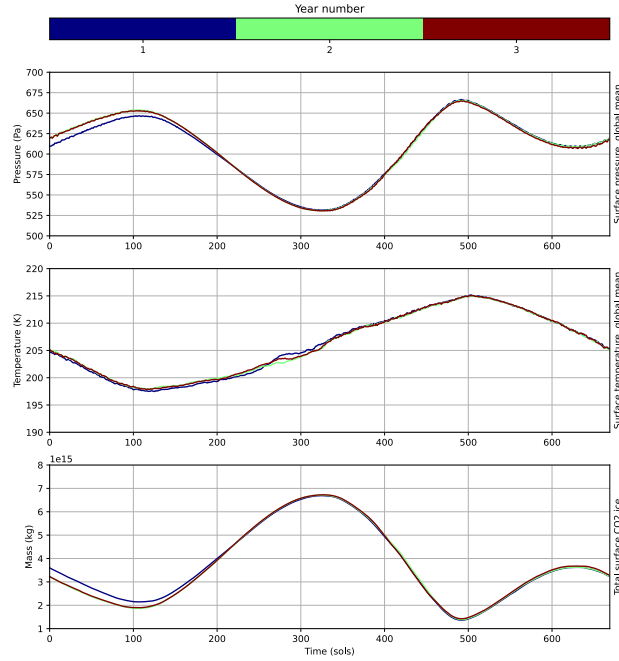 Year number
1 2 3
700
675
650
625
600
575
550
525
500
Pressure (Pa)
Surface pressure, global mean
0 100 200 300 400 500 600
220
215
210
205
200
195
190
Temperature (K)
Surface temperature, global mean
0 100 200 300 400 500 600
1e15
8
7
6
5
4
3
2
1
Mass (kg)
Total surface CO2 ice
0 100 200 300 400 500 600
Time (sols)